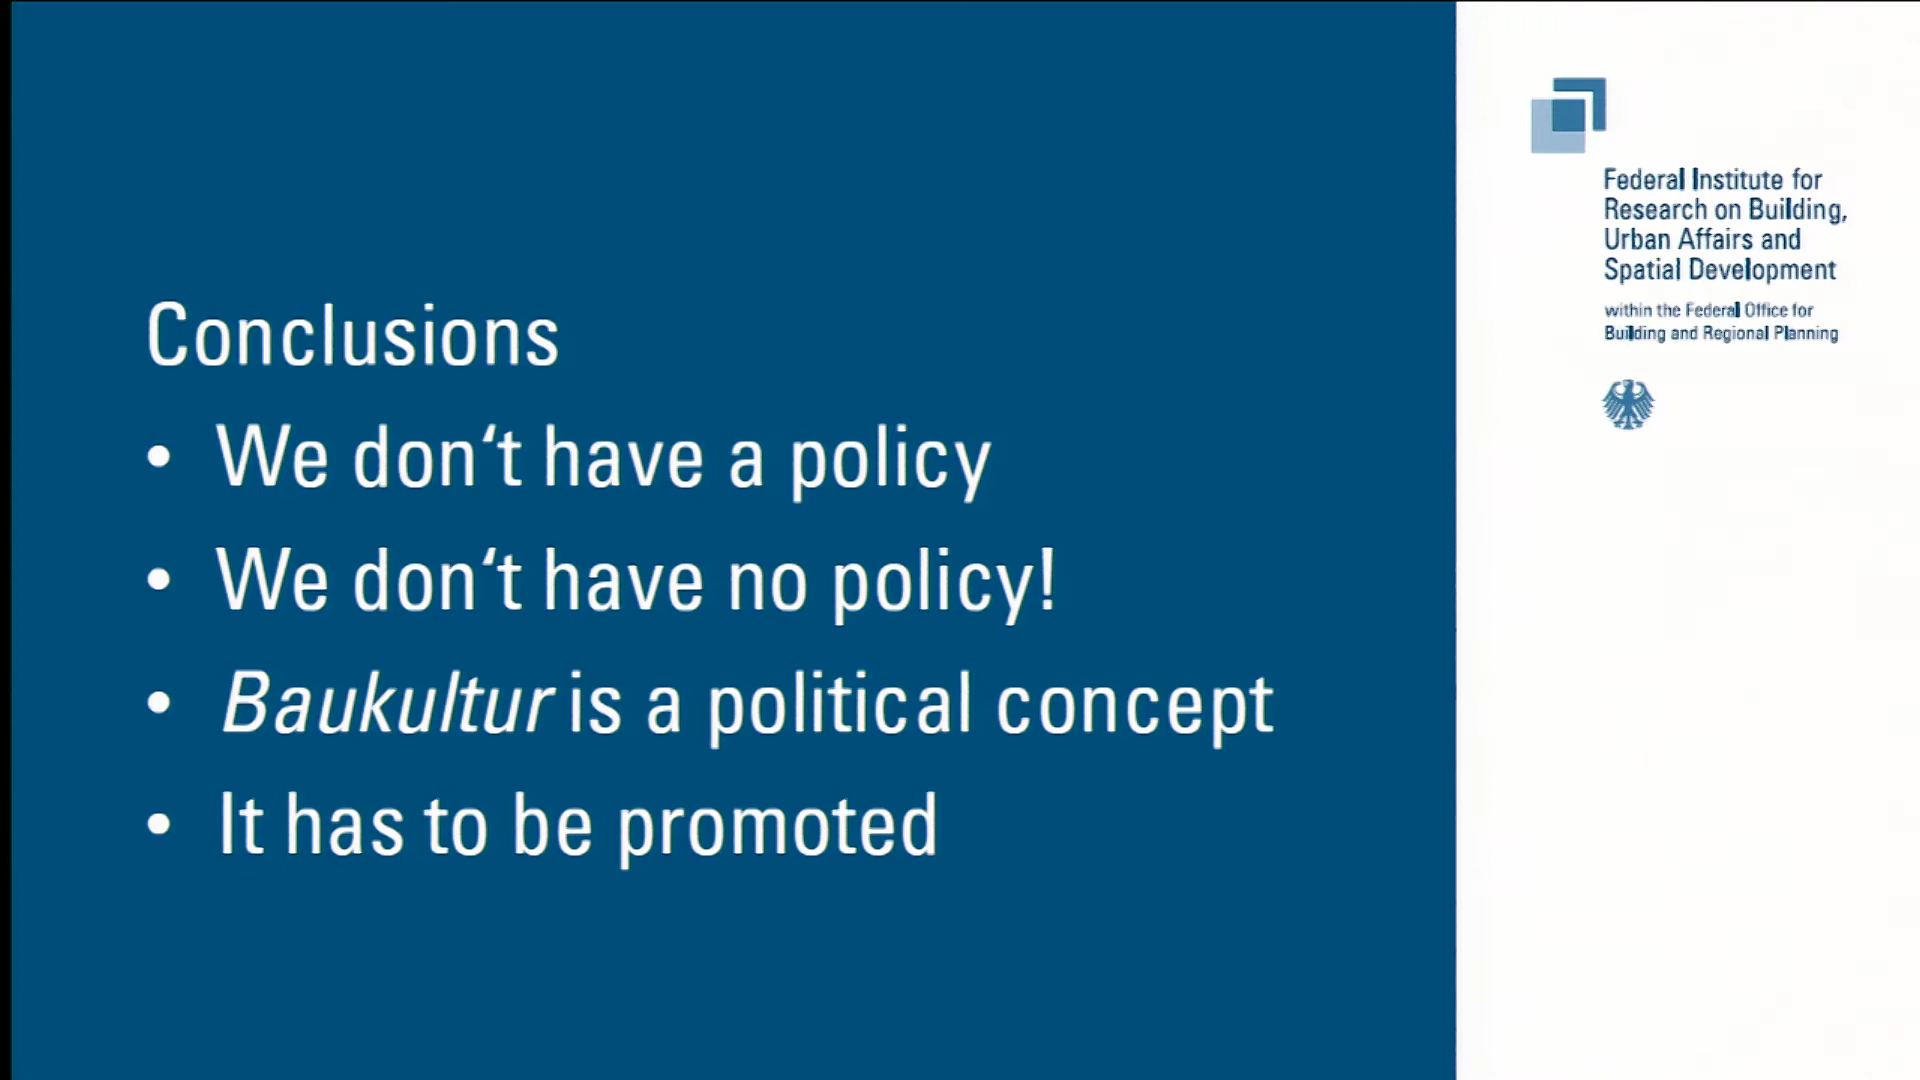 Conclusions
• We don‘t have a policy
• We don‘t have no policy!
• Baukultur is a political concept
• It has to be promoted
Federal Institute for
Research on Building,
Urban Affairs and
Spatial Development
within the Federal Office for
Building and Regional Planning